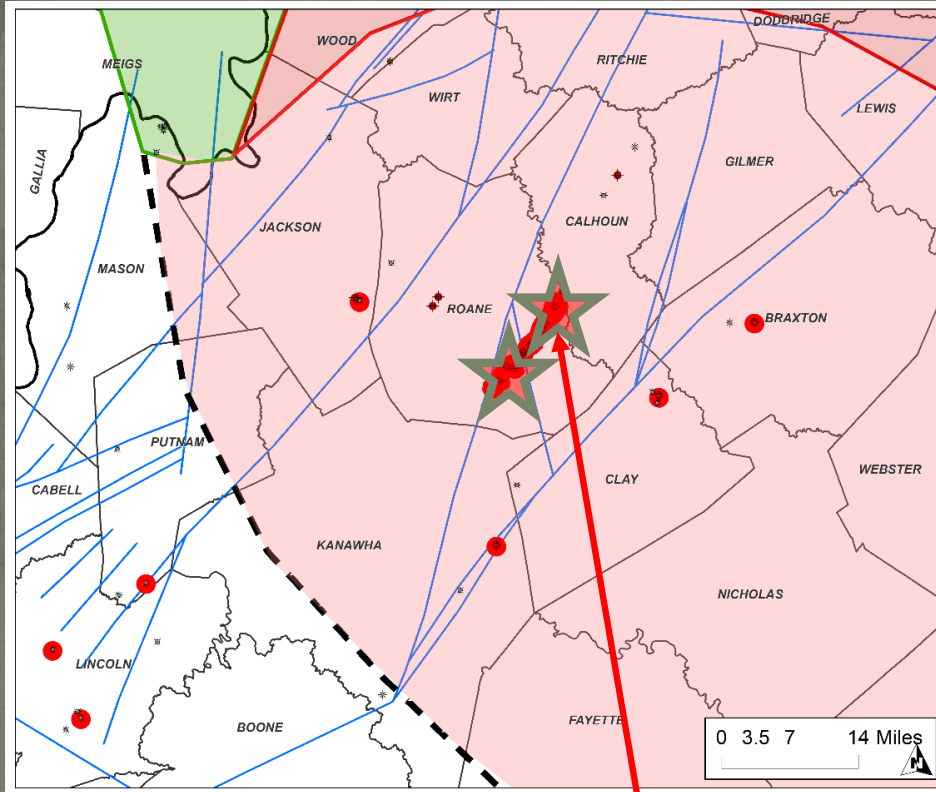 DODDRIDGE
WOOD
RITCHIE
MEIGS
WIRT
LEWIS
GALLIA
GILMER
CALHOUN
JACKSON
MASON
ROANE
BRAXTON
PUTNAM
WEBSTER
CABELL
CLAY
KANAWHA
NICHOLAS
LINCOLN
BOONE
FAYETTE
0 3.5 7 14 Miles
N